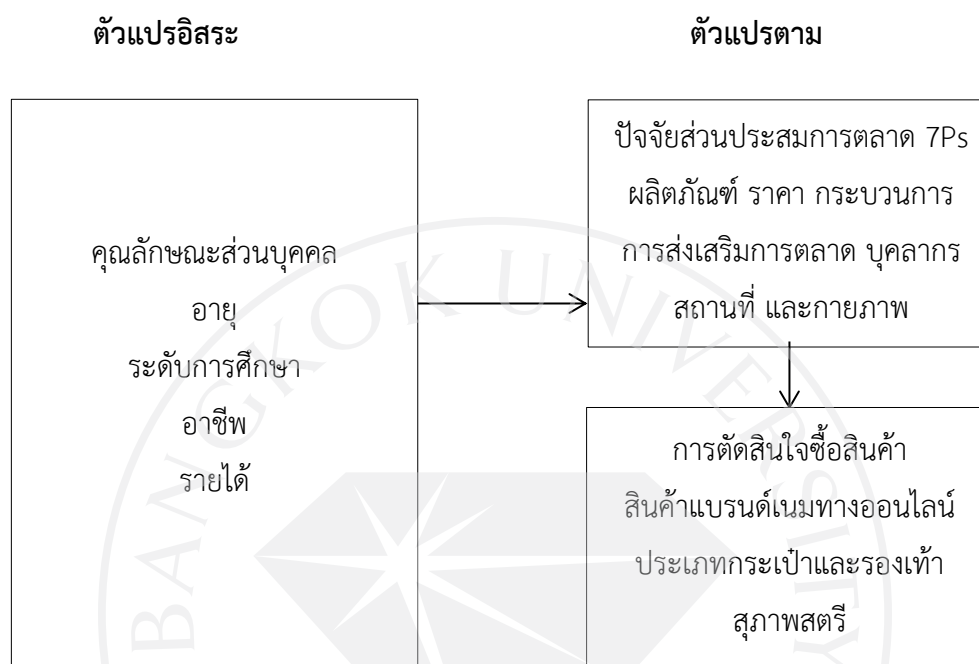 ตัวแปรอิสระ
ตัวแปรตาม
คุณลักษณะส่วนบุคคล
อายุ
ระดับการศึกษา
อาชีพ
รายได้
ปัจจัยส่วนประสมการตลาด 7Ps
ผลิตภัณฑ์ ราคา กระบวนการ
การส่งเสริมการตลาด บุคลากร
สถานที่ และกายภาพ
การตัดสินใจซื้อสินค้า
สินค้าแบรนด์เนมทางออนไลน์
ประเภทกระเป๋าและรองเท้า
สุภาพสตรี
BANGKOK UNIVERSITY